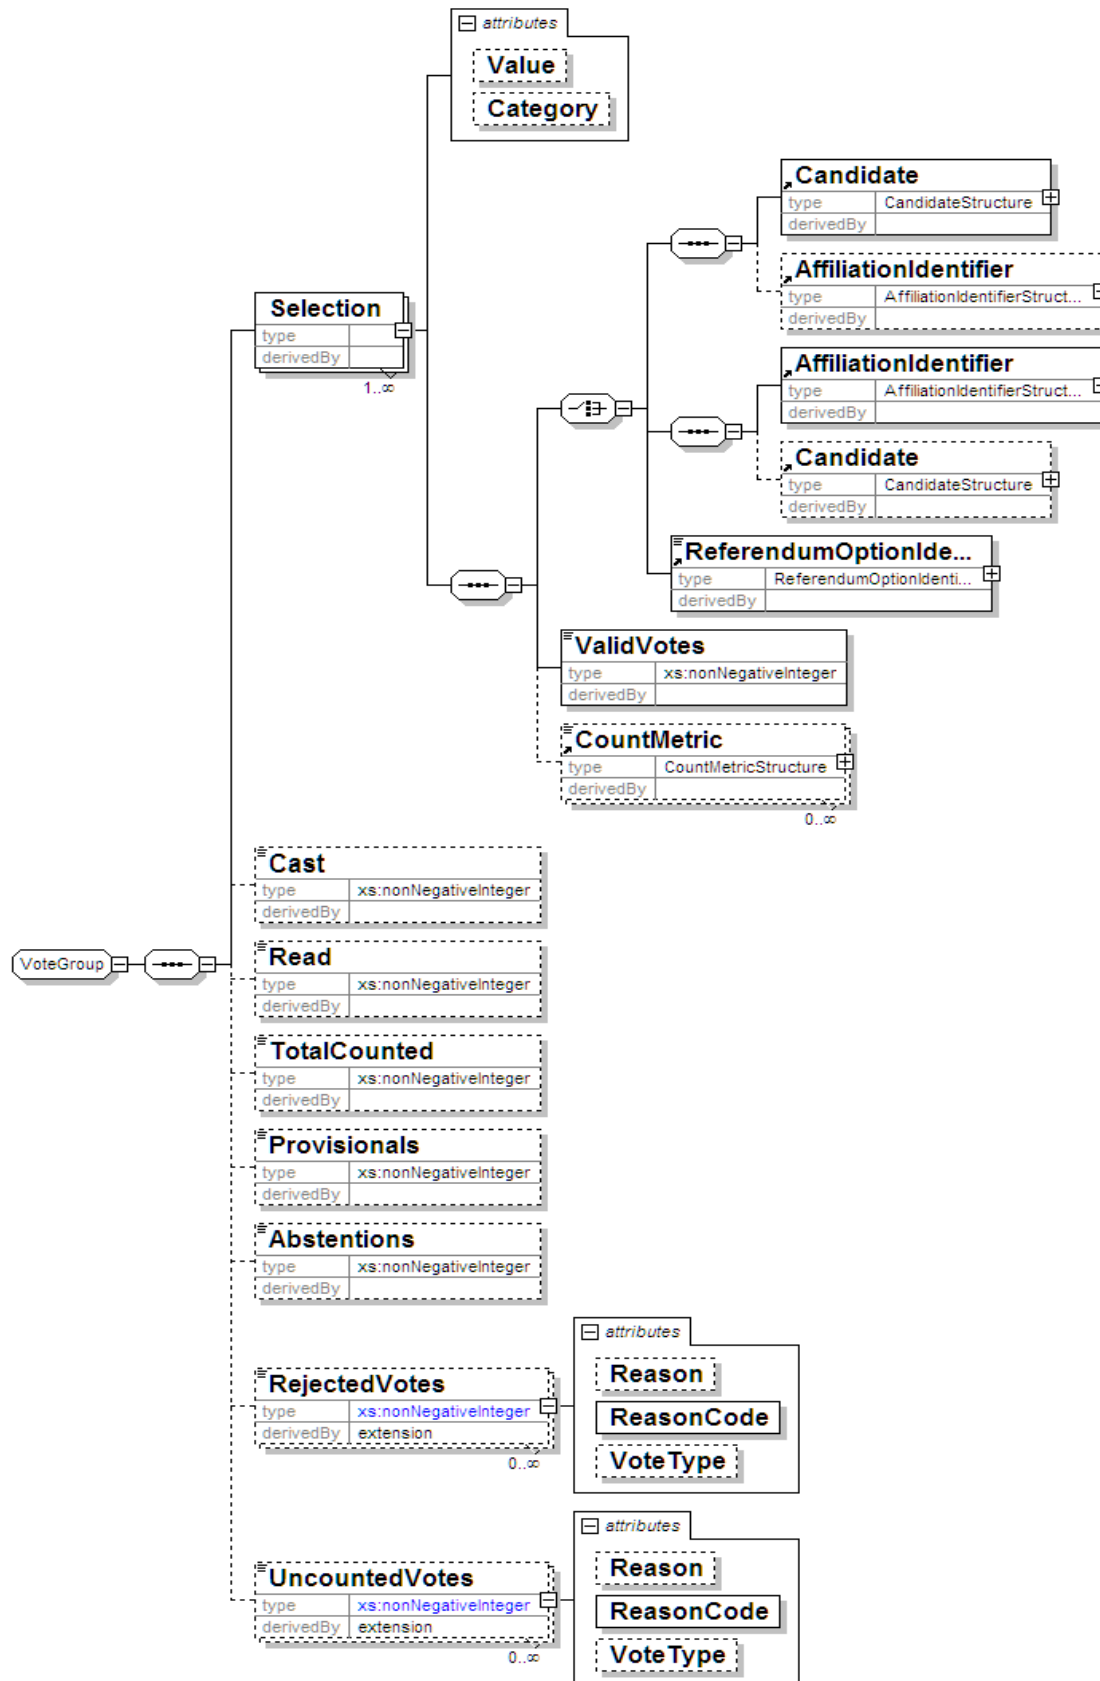 attributes
Value
Category
Candidate
type CandidateStructure
derivedBy
AffiliationIdentifier
type AffiliationIdentifierStruct...
derivedBy
Selection
type
derivedBy
1..∞
AffiliationIdentifier
type AffiliationIdentifierStruct...
derivedBy
Candidate
type CandidateStructure
derivedBy
ReferendumOptionIde...
type ReferendumOptionIdenti...
derivedBy
ValidVotes
type xs:nonNegativeInteger
derivedBy
CountMetric
type CountMetricStructure
derivedBy
0..∞
Cast
type xs:nonNegativeInteger
derivedBy
VoteGroup
Read
type xs:nonNegativeInteger
derivedBy
TotalCounted
type xs:nonNegativeInteger
derivedBy
Provisionals
type xs:nonNegativeInteger
derivedBy
Abstentions
type xs:nonNegativeInteger
derivedBy
attributes
Reason
ReasonCode
VoteType
RejectedVotes
type xs:nonNegativeInteger
derivedBy extension
0..∞
attributes
Reason
ReasonCode
VoteType
UncountedVotes
type xs:nonNegativeInteger
derivedBy extension
0..∞